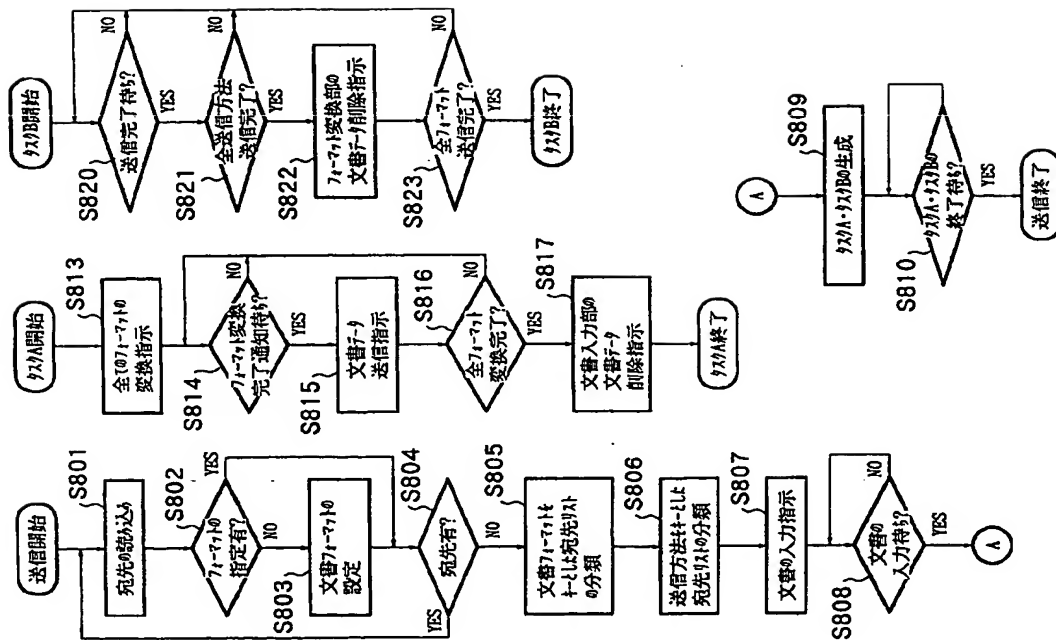 送信開始
S801
宛先の読み込み
S802
フォーマットの
指定有?
YES
NO
S803
文書フォーマットの
設定
S804
宛先有?
YES
NO
S805
文書フォーマットを
キーとした宛先リスト
の分類
S806
送信方法をキーとした
宛先リストの分類
S807
文書の入力指示
S808
文書の
入力待ち?
NO
YES
A
タスクA開始
S813
全てのフォーマットの
変換指示
S814
フォーマット変換
完了通知待ち?
NO
YES
S815
文書データ
送信指示
S816
全フォーマット
変換完了?
NO
YES
S817
文書入力部の
文書データ
削除指示
タスクA終了
タスクB開始
S820
送信完了待ち?
NO
YES
S821
全送信方法
送信完了?
NO
YES
S822
フォーマット変換部の
文書データ削除指示
S823
全フォーマット
送信完了?
NO
YES
タスクB終了
A
S809
タスクA・タスクBの生成
S810
タスクA・タスクBの
終了待ち?
NO
YES
送信終了